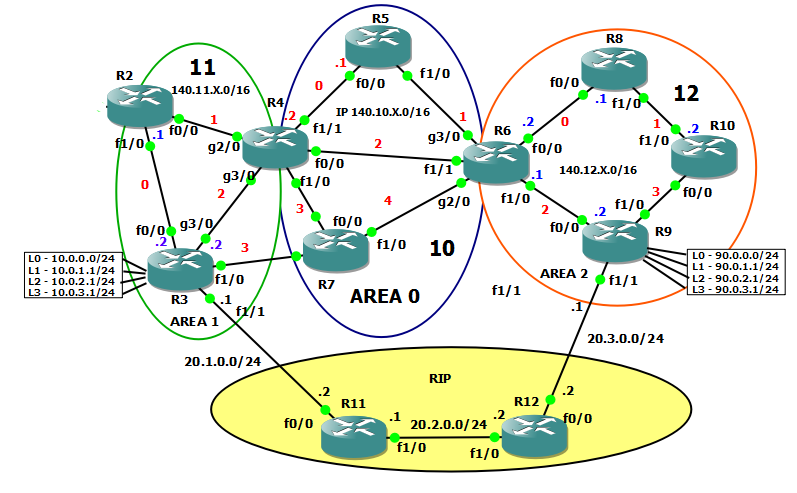 R5
R8
11
R2
140.11.X.0/16
.1
f0/0
f1/0
0
R4
.2
f1/1
IP 140.10.X.0/16
1
g3/0
f0/0
.1
f1/0
12
.2
R10
1
f1/0
f0/0
R6
.2
0
f0/0
140.12.X.0/16
.1
f1/0
f1/1
g2/0
2
f0/0
f1/0
1
g2/0
f0/0
f1/0
.1
0
2
g3/0
g3/0
.2
f0/0
.2
3
f0/0
4
f1/0
10
R7
3
f1/0
R3
.1
f1/1
AREA 1
L0 - 10.0.0.0/24
L1 - 10.0.1.1/24
L2 - 10.0.2.1/24
L3 - 10.0.3.1/24
AREA 0
2
.2
f0/0
f1/0
3
R9
AREA 2
f1/1
f1/1
.1
L0 - 90.0.0.0/24
L1 - 90.0.1.1/24
L2 - 90.0.2.1/24
L3 - 90.0.3.1/24
20.1.0.0/24
20.3.0.0/24
RIP
.2
R11
f0/0
.1
f1/0
20.2.0.0/24
.2
R12
.2
f0/0
f1/0